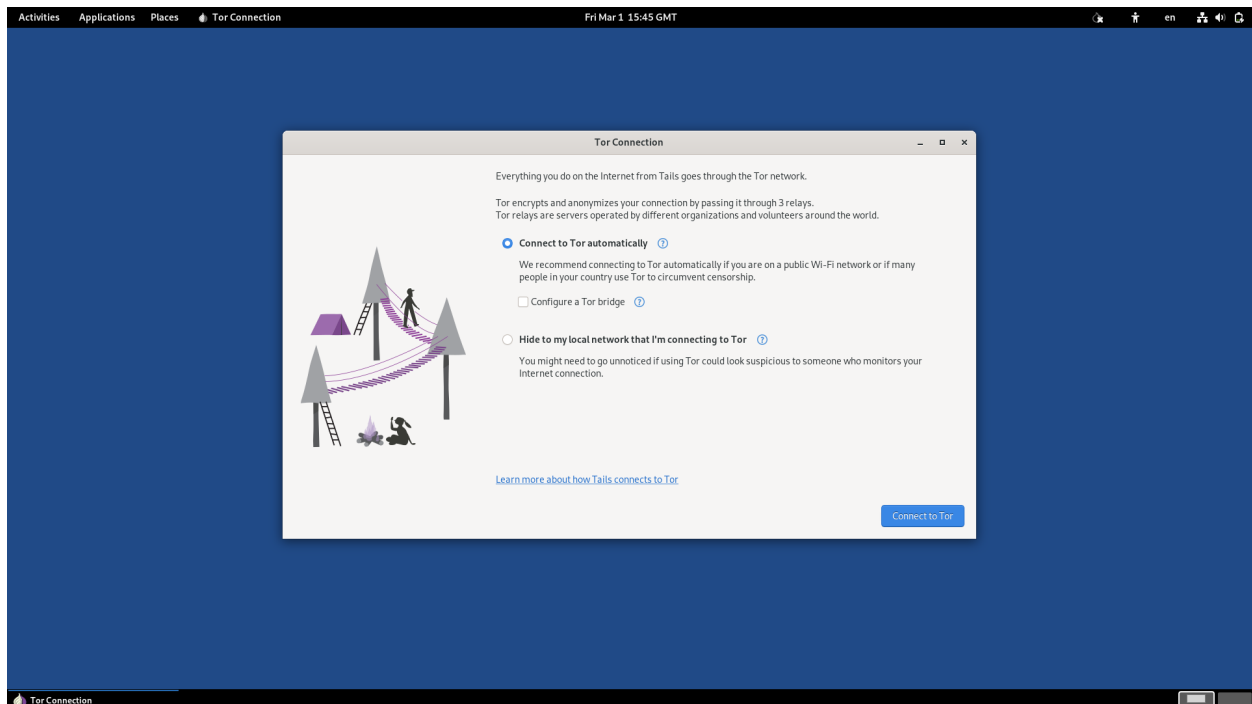 Activities Applications Places Tor Connection Fri Mar 1 15:45 GMT en
Tor Connection
Everything you do on the Internet from Tails goes through the Tor network.
Tor encrypts and anonymizes your connection by passing it through 3 relays.
Tor relays are servers operated by different organizations and volunteers around the world.
Connect to Tor automatically ?
We recommend connecting to Tor automatically if you are on a public Wi-Fi network or if many
people in your country use Tor to circumvent censorship.
Configure a Tor bridge ?
Hide to my local network that I'm connecting to Tor ?
You might need to go unnoticed if using Tor could look suspicious to someone who monitors your
Internet connection.
Learn more about how Tails connects to Tor
Connect to Tor
Tor Connection